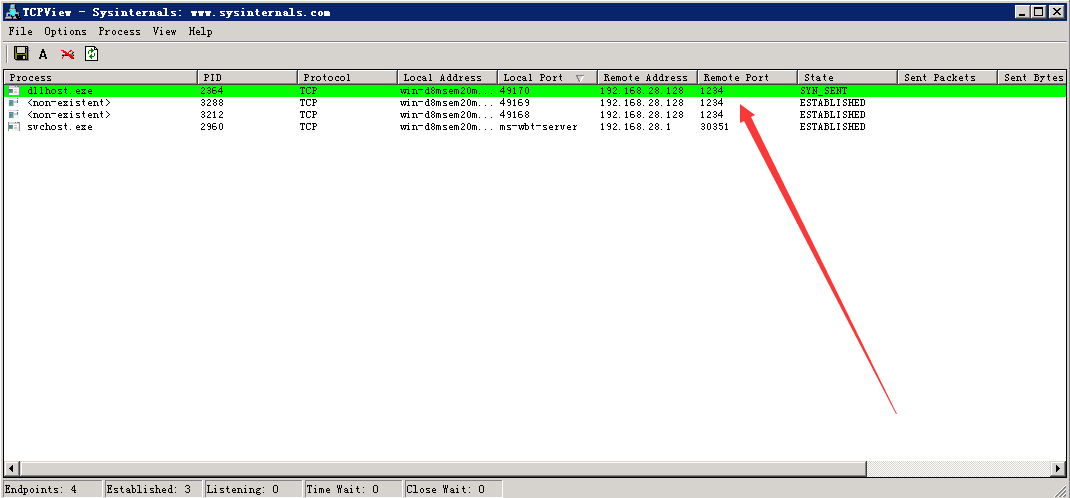 TCPView - Sysinternals: www.sysinternals.com
File Options Process View Help
A
Process PID Protocol Local Address Local Port Remote Address Remote Port State Sent Packets Sent Bytes
dllhost.exe 2364 TCP win-d8msem20m... 49170 192.168.28.128 1234 SYN_SENT
<non-existent> 3288 TCP win-d8msem20m... 49169 192.168.28.128 1234 ESTABLISHED
<non-existent> 3212 TCP win-d8msem20m... 49168 192.168.28.128 1234 ESTABLISHED
svchost.exe 2960 TCP win-d8msem20m... ms-wbt-server 192.168.28.1 30351 ESTABLISHED
Endpoints: 4 Established: 3 Listening: 0 Time Wait: 0 Close Wait: 0